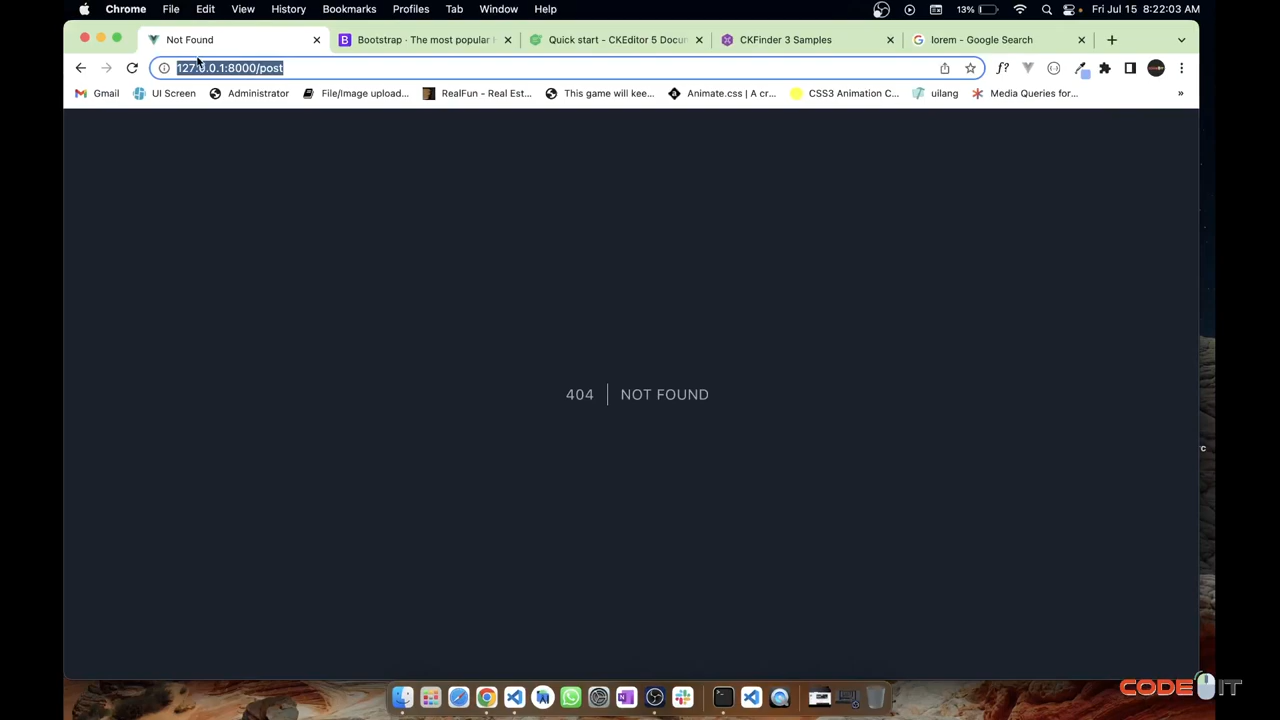 Chrome File Edit View History Bookmarks Profiles Tab Window Help 13% Fri Jul 15 8:22:03 AM
Not Found Bootstrap · The most popular Quick start - CKEditor 5 Docu CKFinder 3 Samples lorem - Google Search
127.0.0.1:8000/post f?
Gmail UI Screen Administrator File/Image upload... RealFun - Real Est... This game will kee... Animate.css | A cr... CSS3 Animation C... uilang Media Queries for... »
404 NOT FOUND
CODE IT